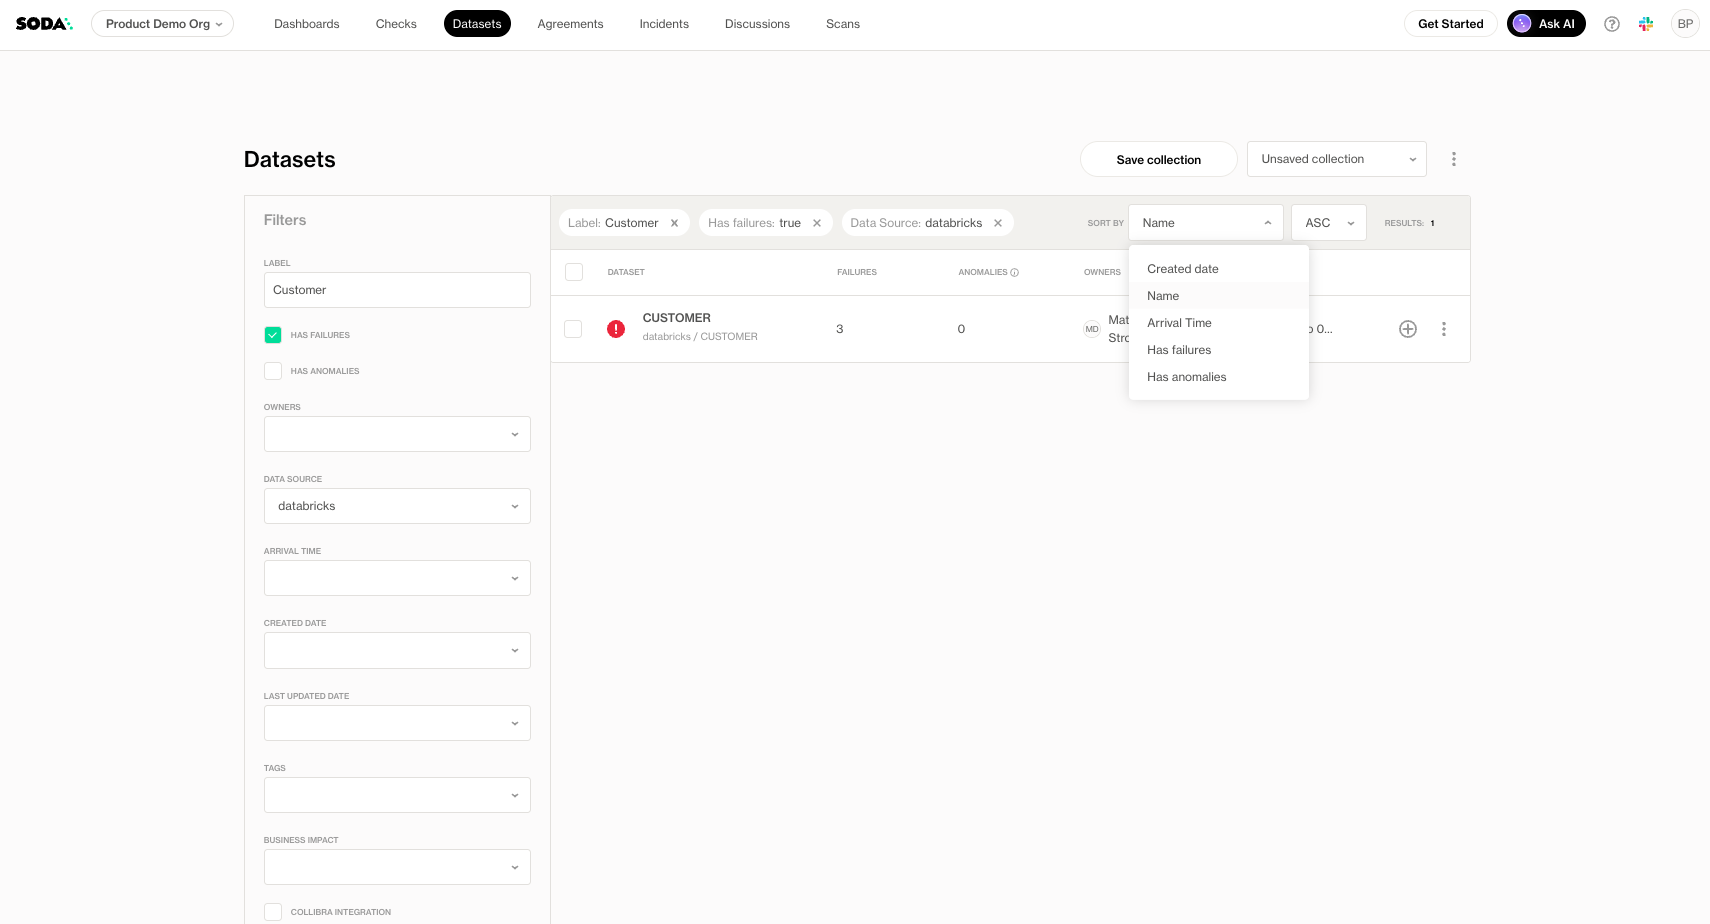 SODA
Product Demo Org
Dashboards
Checks
Datasets
Agreements
Incidents
Discussions
Scans
Get Started
Ask AI
BP
Datasets
Save collection
Unsaved collection
Filters
Label: Customer
Has failures: true
Data Source: databricks
SORT BY
Name
ASC
RESULTS: 1
LABEL
Customer
HAS FAILURES
HAS ANOMALIES
OWNERS
DATA SOURCE
databricks
ARRIVAL TIME
CREATED DATE
LAST UPDATED DATE
TAGS
BUSINESS IMPACT
COLLIBRA INTEGRATION
DATASET
FAILURES
ANOMALIES
OWNERS
CUSTOMER
databricks / CUSTOMER
3
0
MD
Mat
Stro
Created date
Name
Arrival Time
Has failures
Has anomalies
0...